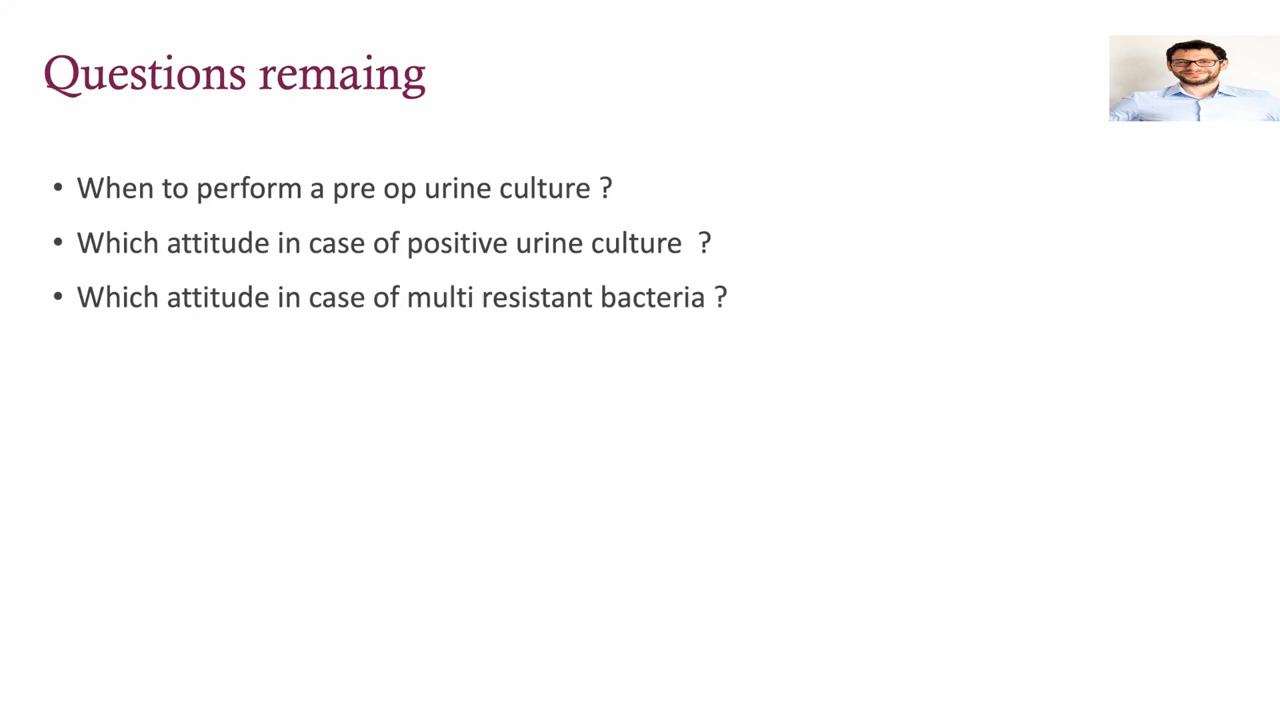 Questions remaing
• When to perform a pre op urine culture ?
• Which attitude in case of positive urine culture  ?
• Which attitude in case of multi resistant bacteria ?